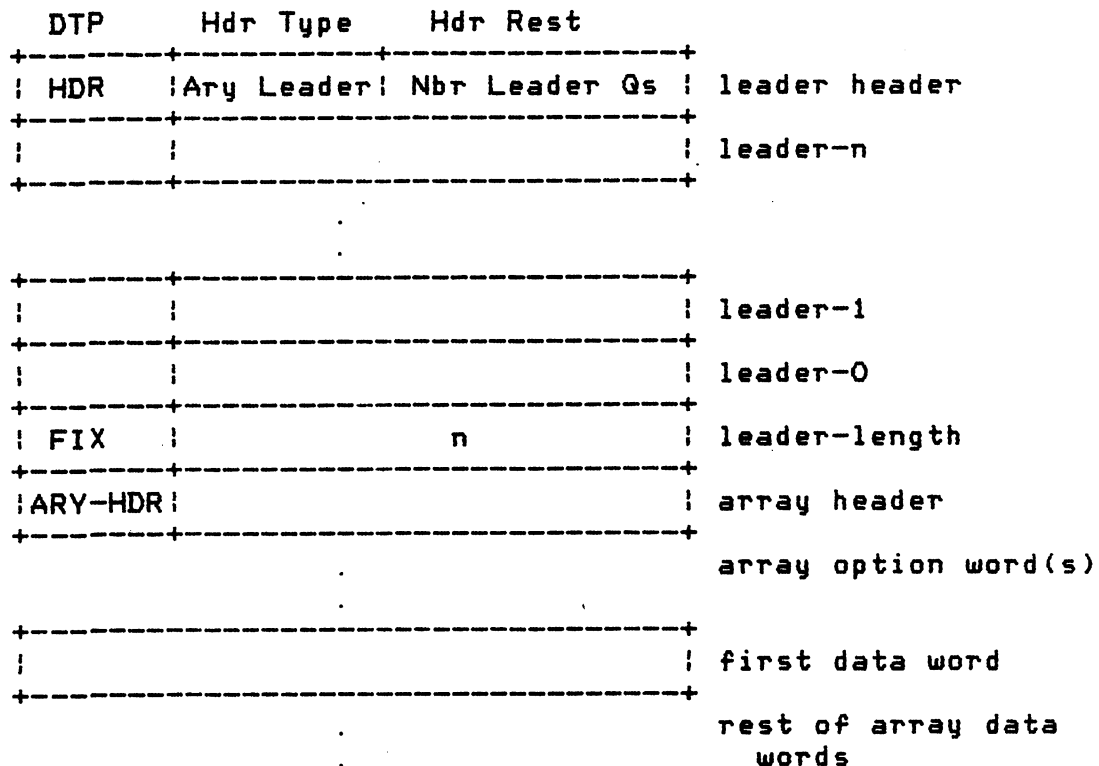 DTP Hdr Type Hdr Rest
HDR Ary Leader Nbr Leader Qs leader header
leader-n
leader-1
leader-0
FIX n leader-length
ARY-HDR array header
array option word(s)
first data word
rest of array data
words